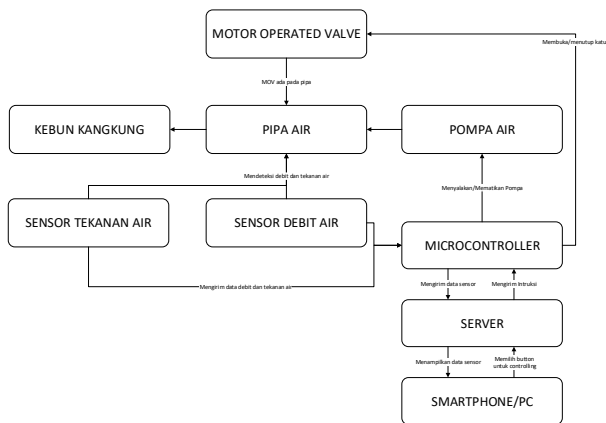 MOTOR OPERATED VALVE
Membuka/menutup katu
MOV ada pada pipa
KEBUN KANGKUNG
PIPA AIR
POMPA AIR
Mendeteksi debit dan tekanan air
Menyalakan/Mematikan Pompa
SENSOR TEKANAN AIR
SENSOR DEBIT AIR
MICROCONTROLLER
Mengirim data debit dan tekanan air
Mengirim data sensor
Mengirim Intruksi
SERVER
Menampilkan data sensor
Memilih button
untuk controlling
SMARTPHONE/PC